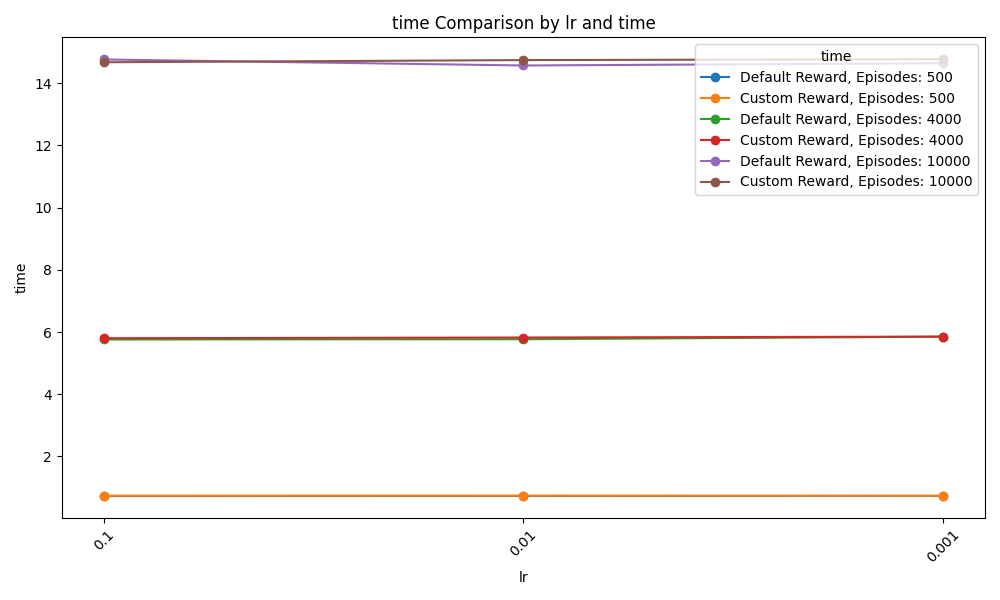 time Comparison by lr and time
time
Default Reward, Episodes: 500
Custom Reward, Episodes: 500
Default Reward, Episodes: 4000
Custom Reward, Episodes: 4000
Default Reward, Episodes: 10000
Custom Reward, Episodes: 10000
14
12
10
8
6
4
2
time
0.1
0.01
0.001
lr